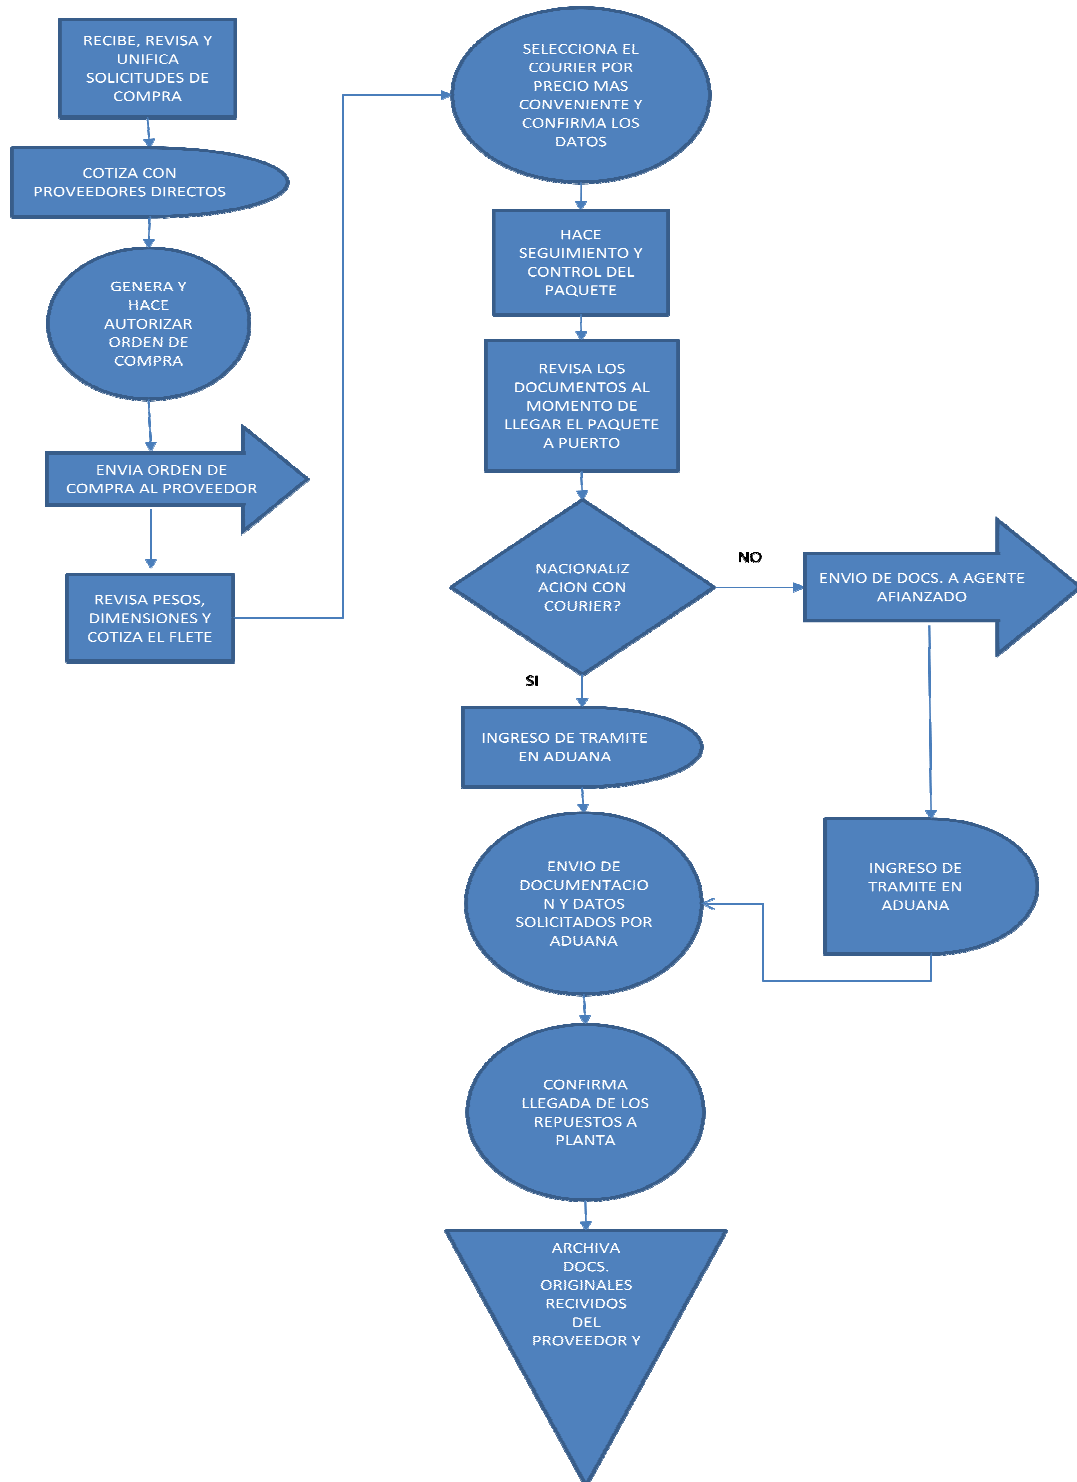 RECIBE, REVISA Y
UNIFICA
SOLICITUDES DE
COMPRA
COTIZA CON
PROVEEDORES DIRECTOS
GENERA Y
HACE
AUTORIZAR
ORDEN DE
COMPRA
ENVIA ORDEN DE
COMPRA AL PROVEEDOR
REVISA PESOS,
DIMENSIONES Y
COTIZA EL FLETE
SELECCIONA EL
COURIER POR
PRECIO MAS
CONVENIENTE Y
CONFIRMA LOS
DATOS
HACE
SEGUIMIENTO Y
CONTROL DEL
PAQUETE
REVISA LOS
DOCUMENTOS AL
MOMENTO DE
LLEGAR EL PAQUETE
A PUERTO
NACIONALIZ
ACION CON
COURIER?
NO
ENVIO DE DOCS. A AGENTE
AFIANZADO
SI
INGRESO DE TRAMITE
EN ADUANA
INGRESO DE
TRAMITE EN
ADUANA
ENVIO DE
DOCUMENTACIO
N Y DATOS
SOLICITADOS POR
ADUANA
CONFIRMA
LLEGADA DE LOS
REPUESTOS A
PLANTA
ARCHIVA
DOCS.
ORIGINALES
RECIVIDOS
DEL
PROVEEDOR Y